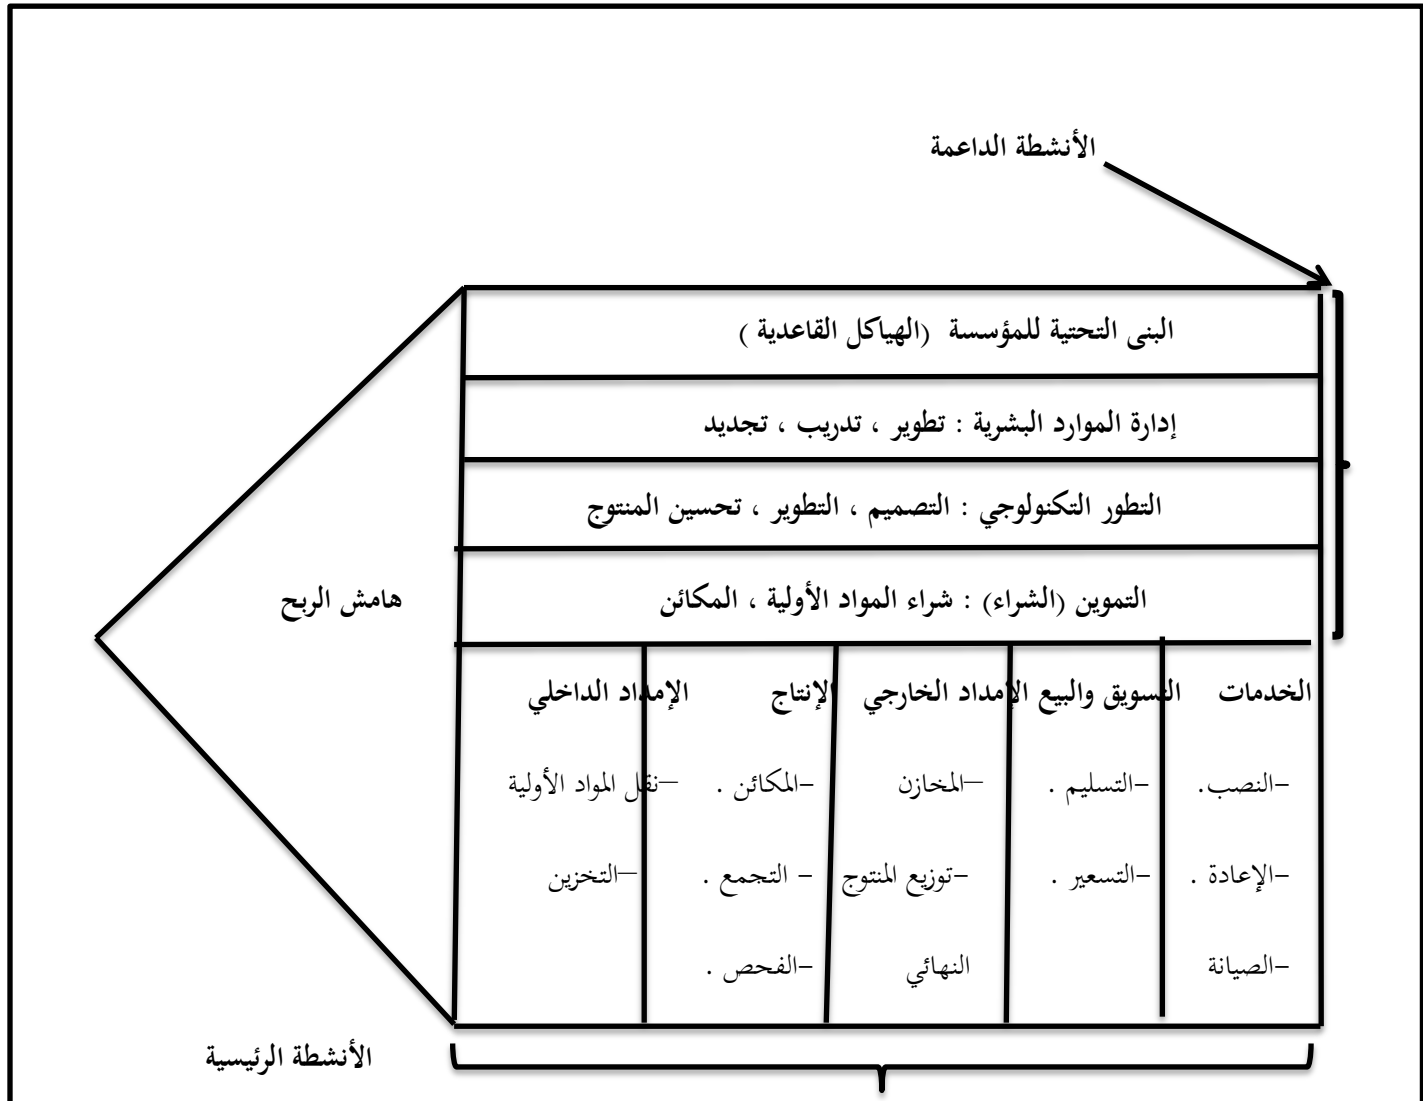 الأنشطة الداعمة
البنى التحتية للمؤسسة (الهياكل القاعدية )
إدارة الموارد البشرية : تطوير ، تدريب ، تجديد
التطور التكنولوجي : التصميم ، التطوير ، تحسين المنتوج
التموين (الشراء) : شراء المواد الأولية ، المكائن
هامش الربح
الخدمات التسويق والبيع الإمداد الخارجي الإنتاج الإمداد الداخلي
-النصب. -التسليم . -المخازن -المكائن . -نقل المواد الأولية
-الإعادة . -التسعير . -توزيع المنتوج - التجمع . -التخزين
-الصيانة النهائي -الفحص .
الأنشطة الرئيسية